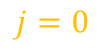 j = 0